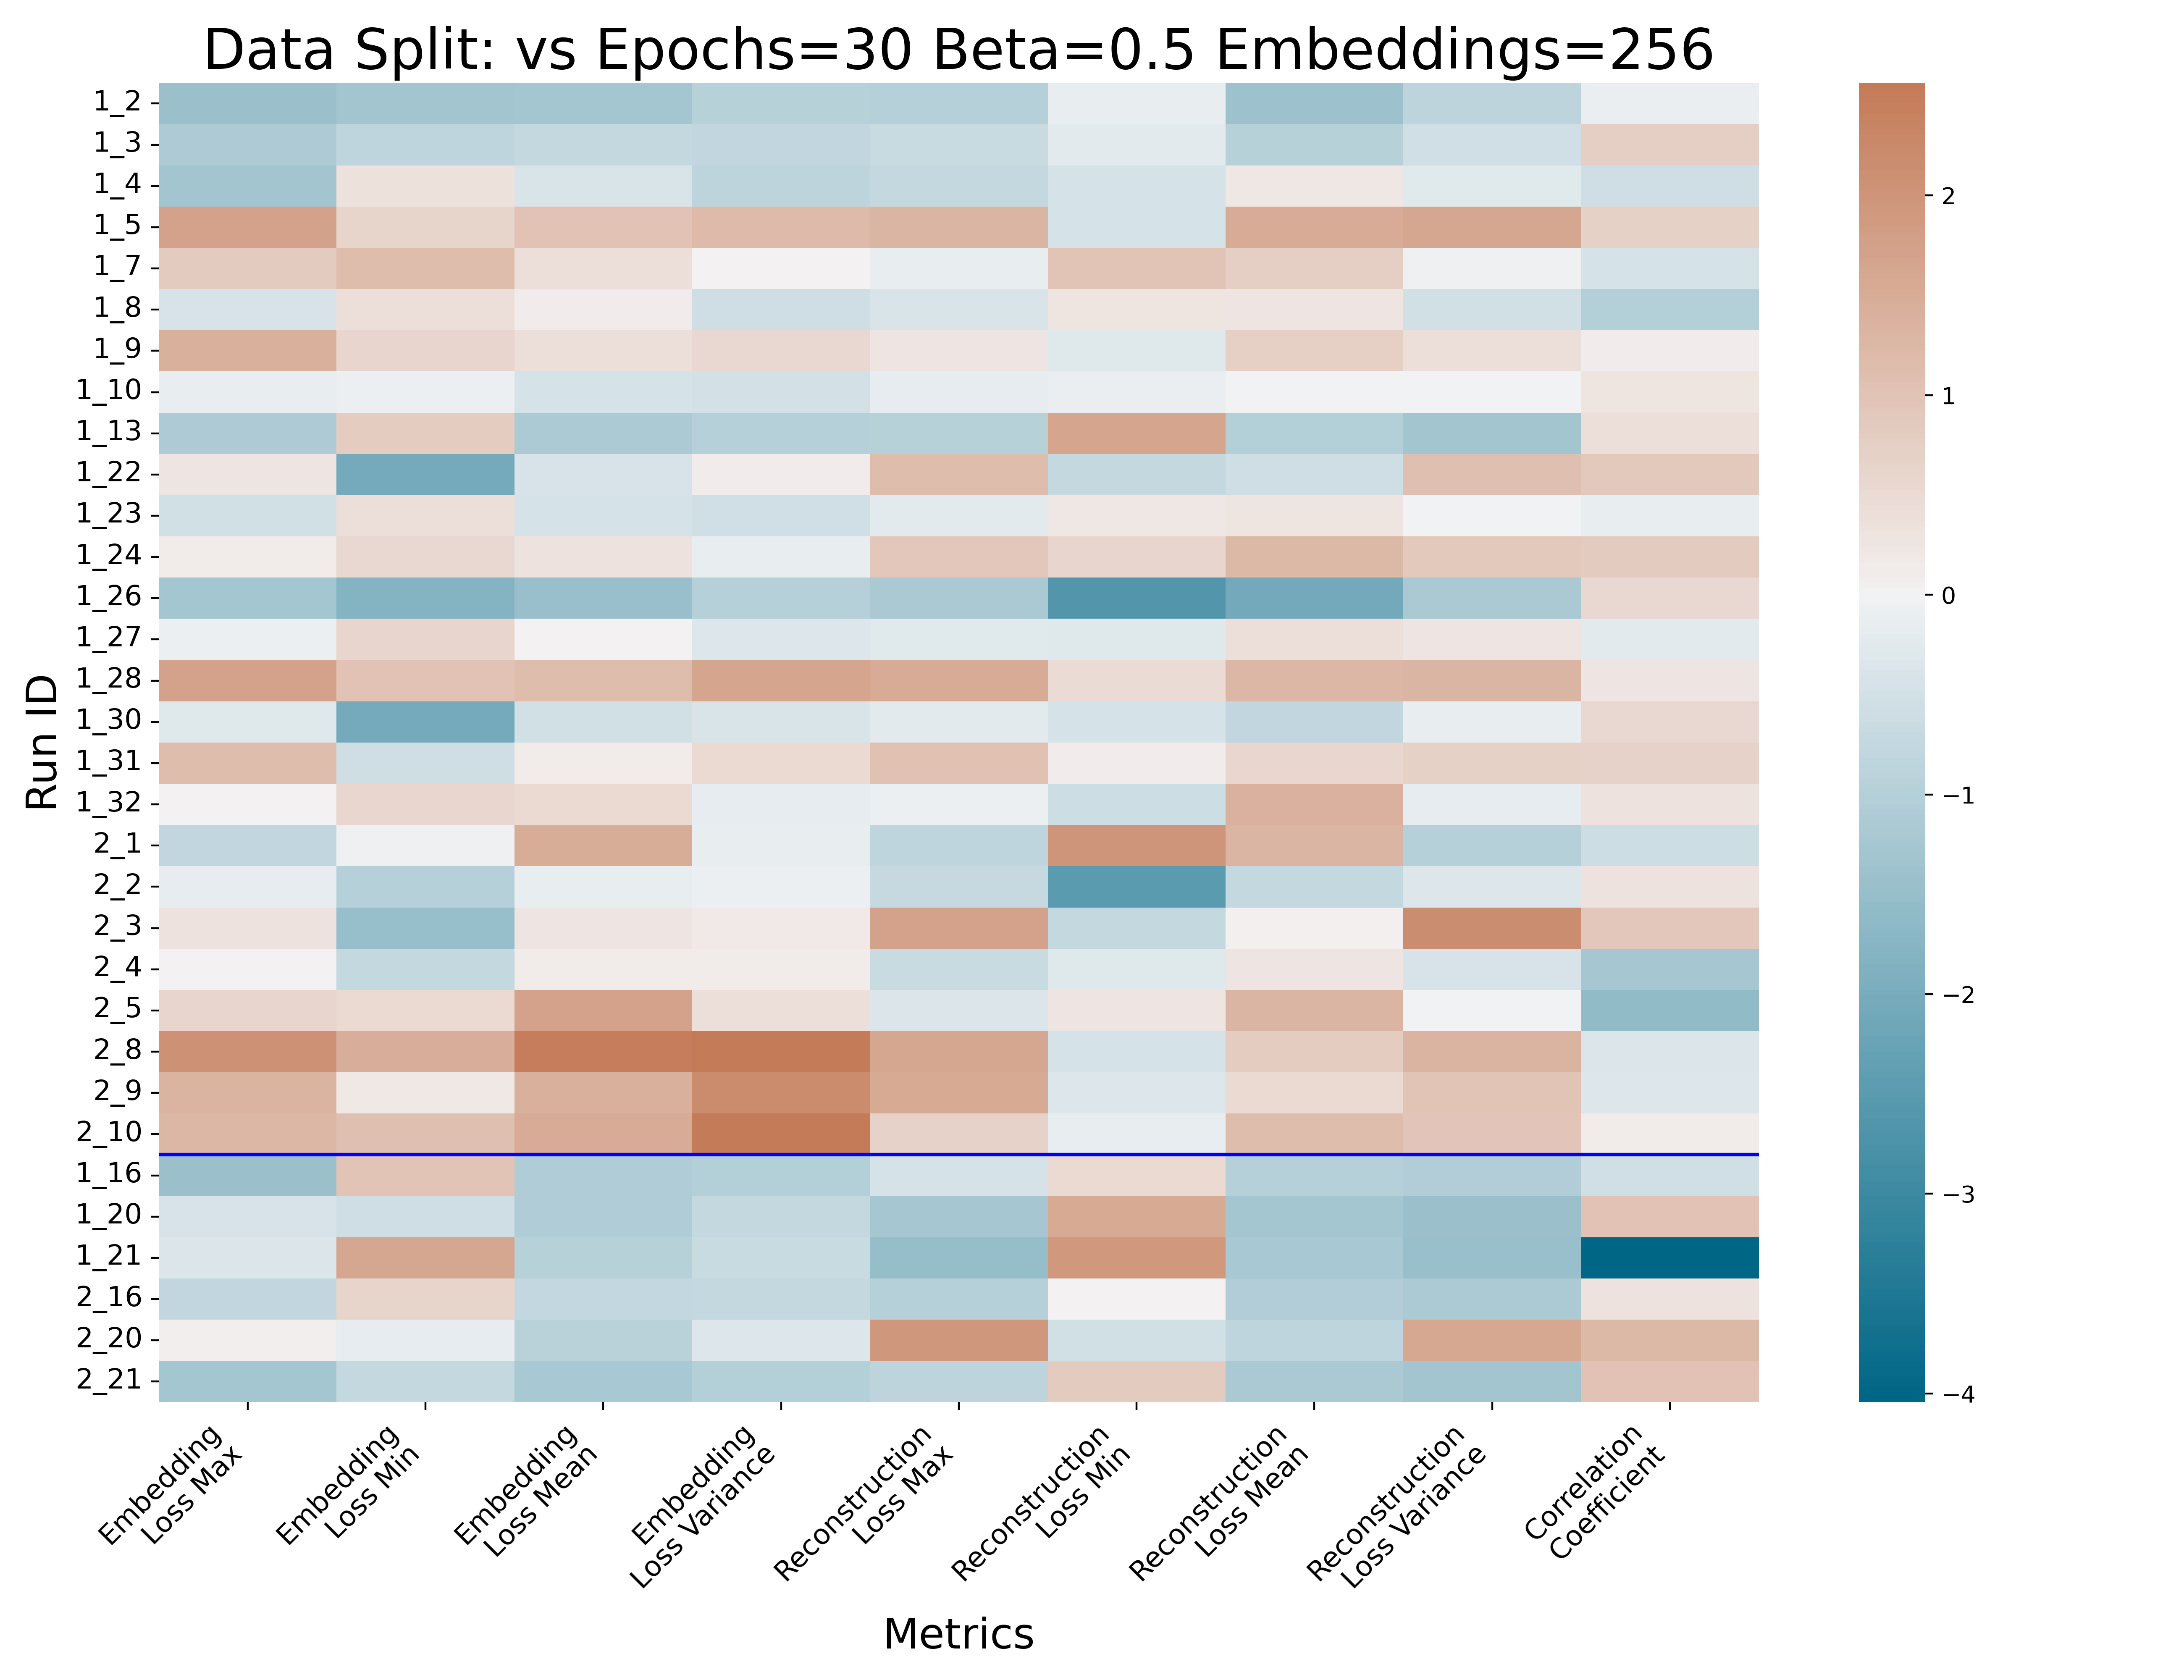 Data Split: vs Epochs=30 Beta=0.5 Embeddings=256
Run ID
1_2
1_3
1_4
1_5
1_7
1_8
1_9
1_10
1_13
1_22
1_23
1_24
1_26
1_27
1_28
1_30
1_31
1_32
2_1
2_2
2_3
2_4
2_5
2_8
2_9
2_10
1_16
1_20
1_21
2_16
2_20
2_21
Embedding
Loss Max
Embedding
Loss Min
Embedding
Loss Mean
Embedding
Loss Variance
Reconstruction
Loss Max
Reconstruction
Loss Min
Reconstruction
Loss Mean
Reconstruction
Loss Variance
Correlation
Coefficient
Metrics
2
1
0
−1
−2
−3
−4